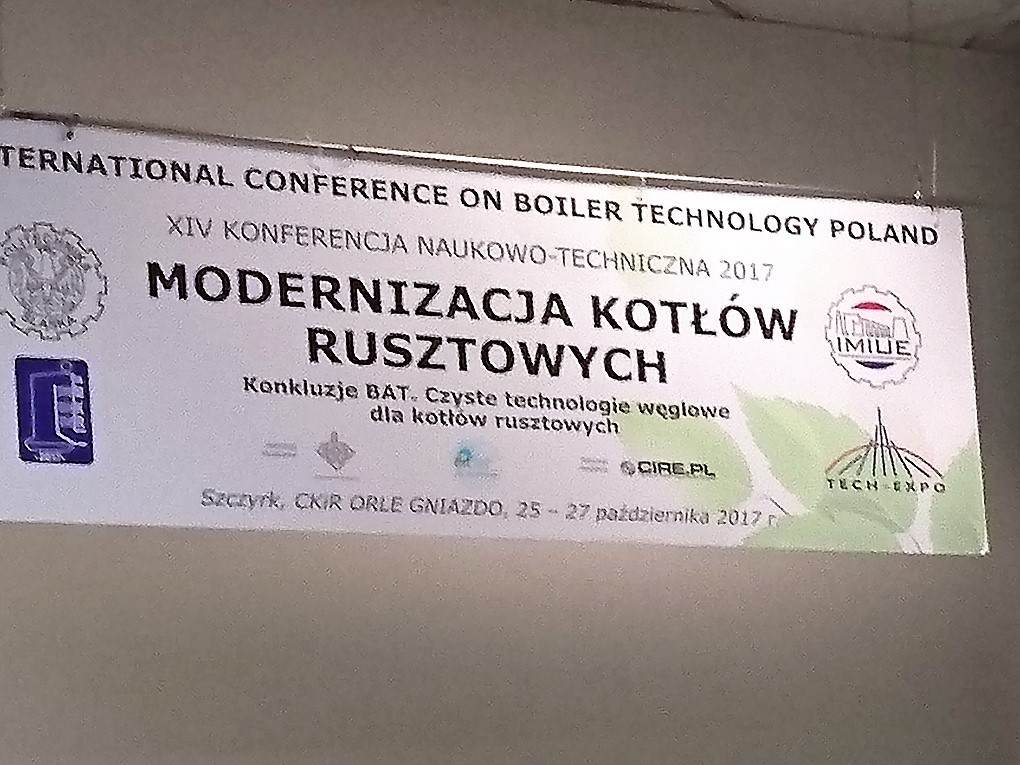 TERNATIONAL CONFERENCE ON BOILER TECHNOLOGY POLAND
XIV KONFERENCJA NAUKOWO-TECHNICZNA 2017
MODERNIZACJA KOTŁÓW
RUSZTOWYCH
IMIUE
Konkluzje BAT. Czyste technologie węglowe
dla kotłów rusztowych
CIRE.PL
TECH-EXPO
Szczyrk, CKiR ORLE GNIAZDO, 25 – 27 października 2017 r.